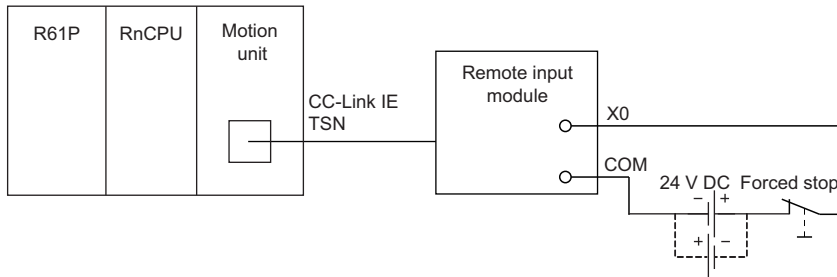 R61P
RnCPU
Motion
unit
CC-Link IE
TSN
Remote input
module
X0
COM
24 V DC
Forced stop
− +
+ −